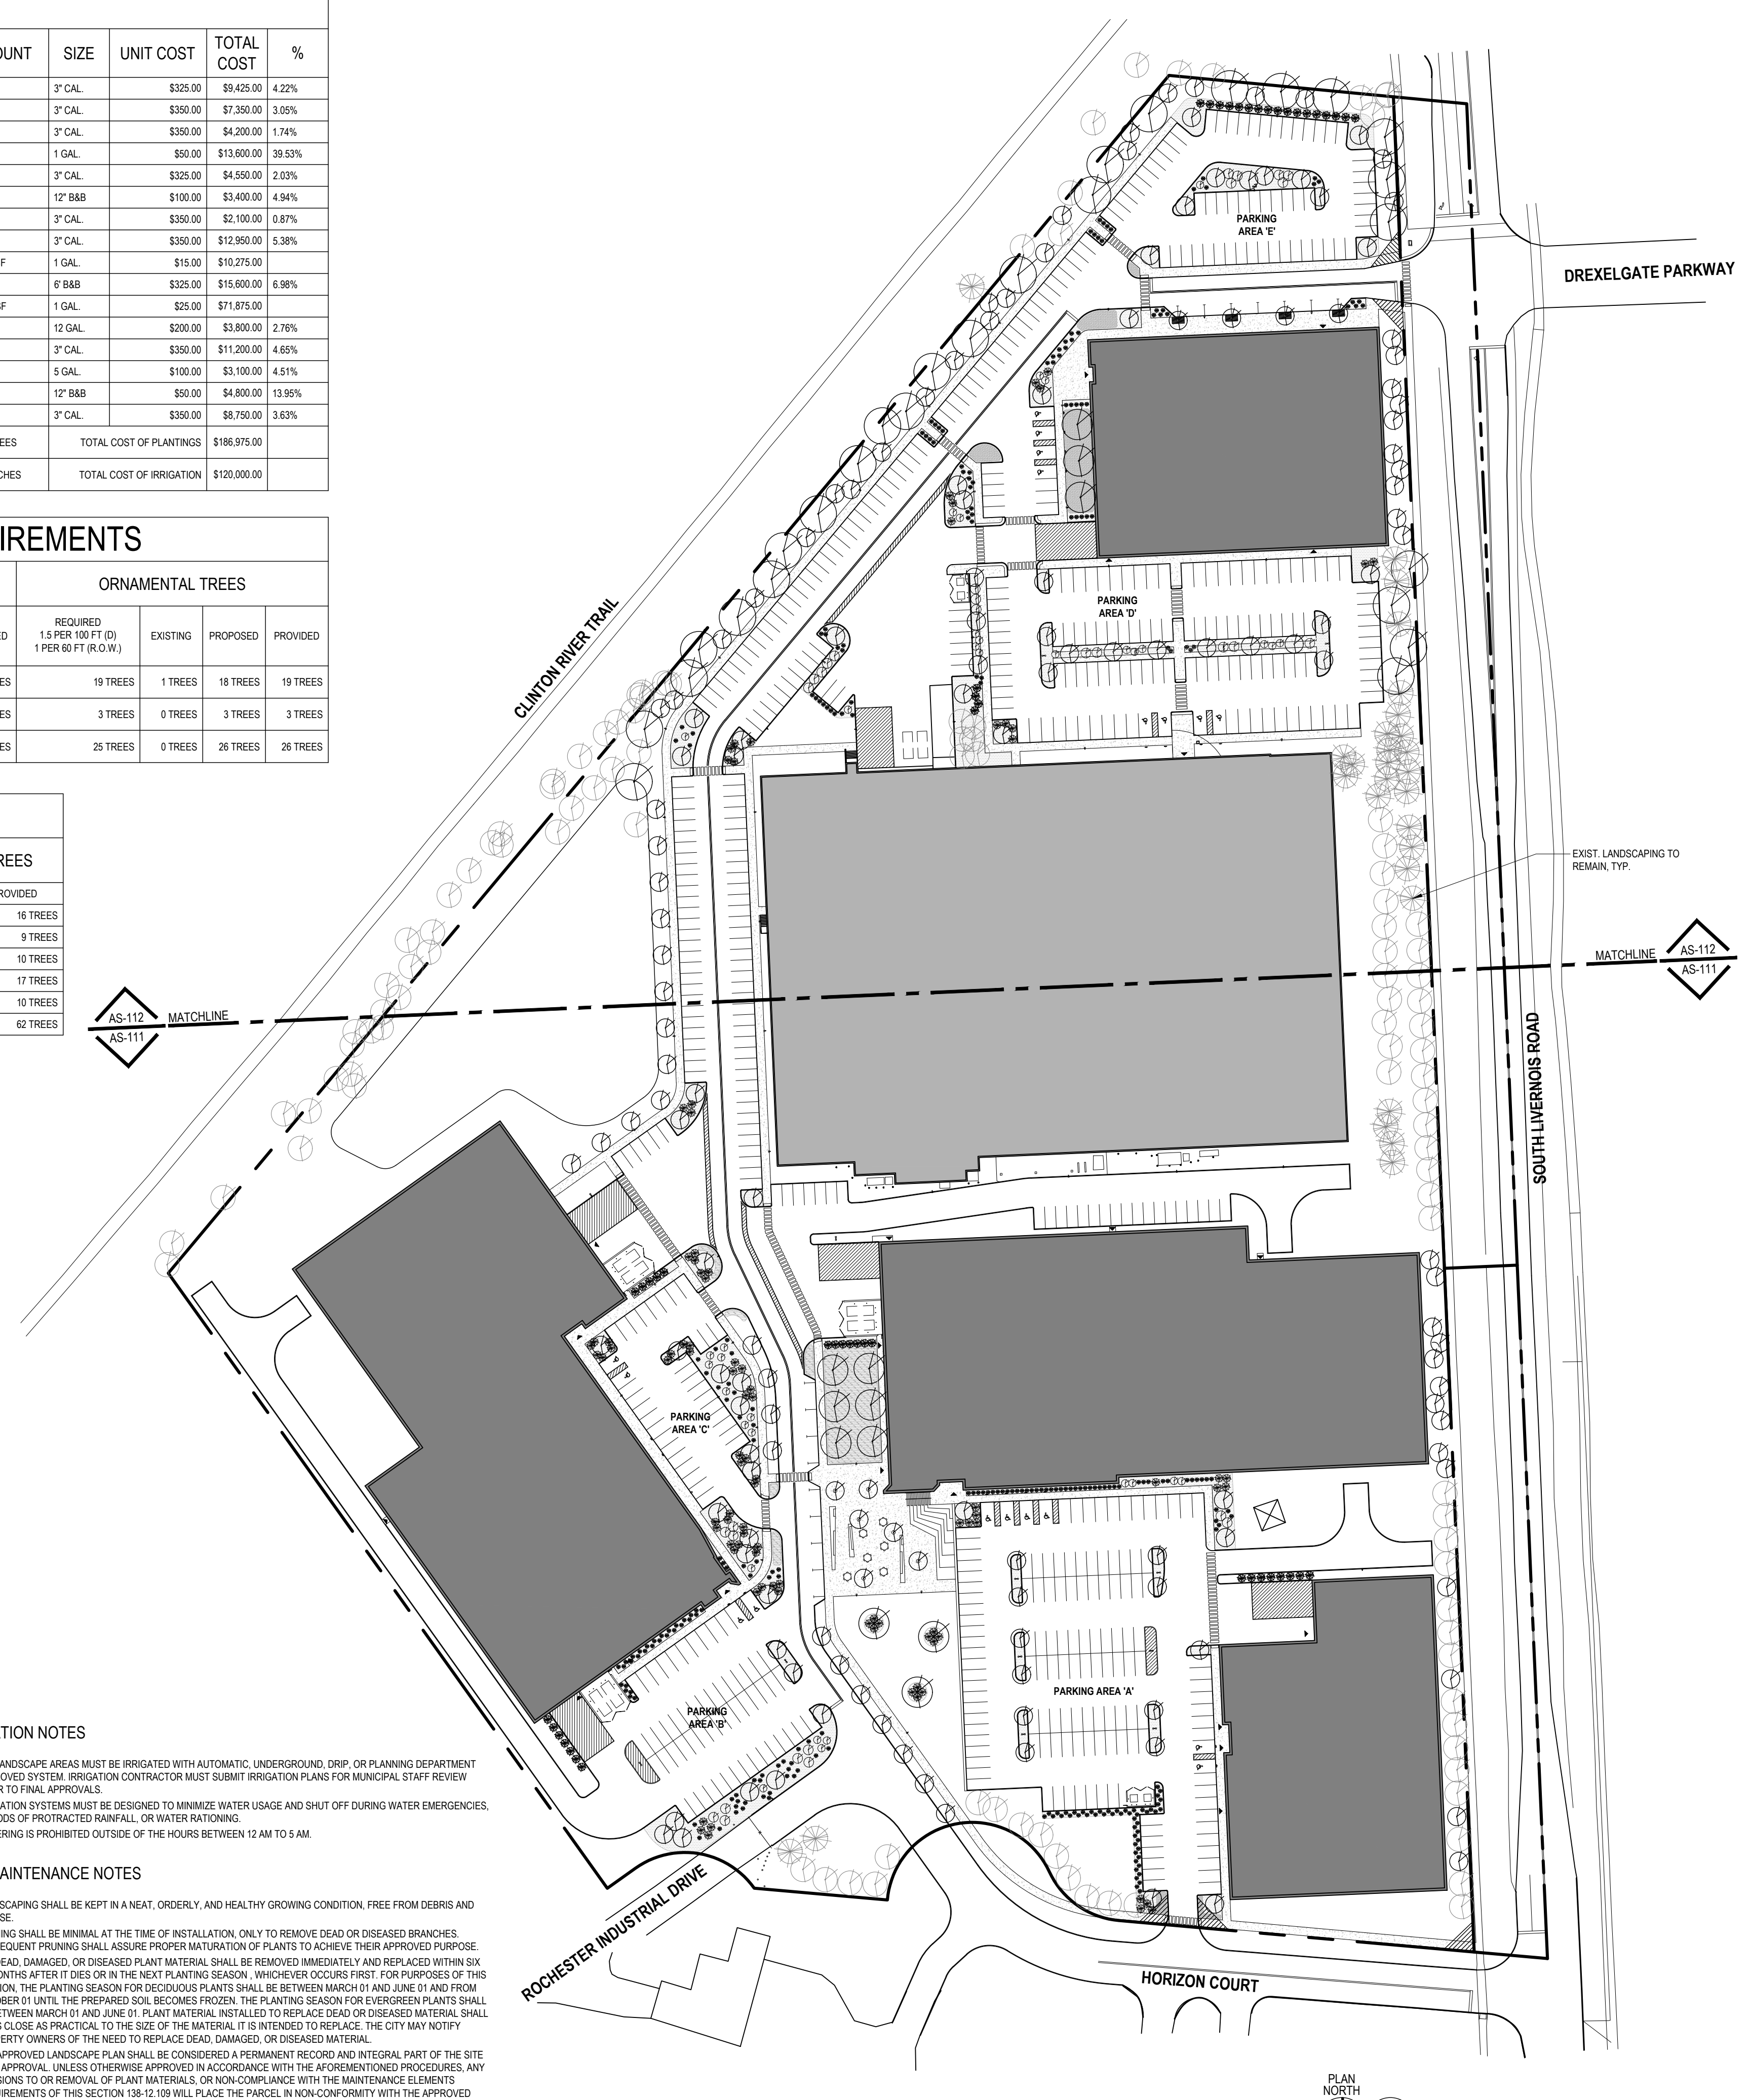 OUNT SIZE UNIT COST TOTAL COST %
3" CAL. $325.00 $9,425.00 4.22%
3" CAL. $350.00 $7,350.00 3.05%
3" CAL. $350.00 $4,200.00 1.74%
1 GAL. $50.00 $13,600.00 39.53%
3" CAL. $325.00 $4,550.00 2.03%
12" B&B $100.00 $3,400.00 4.94%
3" CAL. $350.00 $2,100.00 0.87%
3" CAL. $350.00 $12,950.00 5.38%
F 1 GAL. $15.00 $10,275.00
6' B&B $325.00 $15,600.00 6.98%
SF 1 GAL. $25.00 $71,875.00
12 GAL. $200.00 $3,800.00 2.76%
3" CAL. $350.00 $11,200.00 4.65%
5 GAL. $100.00 $3,100.00 4.51%
12" B&B $50.00 $4,800.00 13.95%
3" CAL. $350.00 $8,750.00 3.63%
EES TOTAL COST OF PLANTINGS $186,975.00
CHES TOTAL COST OF IRRIGATION $120,000.00
IREMENTS
ORNAMENTAL TREES
ED REQUIRED 1.5 PER 100 FT (D) 1 PER 60 FT (R.O.W.) EXISTING PROPOSED PROVIDED
ES 19 TREES 1 TREES 18 TREES 19 TREES
ES 3 TREES 0 TREES 3 TREES 3 TREES
ES 25 TREES 0 TREES 26 TREES 26 TREES
REES
ROVIDED
16 TREES
9 TREES
10 TREES
17 TREES
10 TREES
62 TREES
PARKING
AREA 'E'
DREXELGATE PARKWAY
PARKING
AREA 'D'
CLINTON RIVER TRAIL
EXIST. LANDSCAPING TO
REMAIN, TYP.
MATCHLINE
AS-112
AS-111
AS-112
AS-111
MATCHLINE
SOUTH LIVERNOIS ROAD
PARKING
AREA 'C'
PARKING AREA 'A'
PARKING
AREA 'B'
ROCHESTER INDUSTRIAL DRIVE
HORIZON COURT
PLAN
NORTH
ATION NOTES
ANDSCAPE AREAS MUST BE IRRIGATED WITH AUTOMATIC, UNDERGROUND, DRIP, OR PLANNING DEPARTMENT
OVED SYSTEM. IRRIGATION CONTRACTOR MUST SUBMIT IRRIGATION PLANS FOR MUNICIPAL STAFF REVIEW
R TO FINAL APPROVALS.
ATION SYSTEMS MUST BE DESIGNED TO MINIMIZE WATER USAGE AND SHUT OFF DURING WATER EMERGENCIES,
ODS OF PROTRACTED RAINFALL, OR WATER RATIONING.
ERING IS PROHIBITED OUTSIDE OF THE HOURS BETWEEN 12 AM TO 5 AM.
AINTENANCE NOTES
SCAPING SHALL BE KEPT IN A NEAT, ORDERLY, AND HEALTHY GROWING CONDITION, FREE FROM DEBRIS AND
SE.
ING SHALL BE MINIMAL AT THE TIME OF INSTALLATION, ONLY TO REMOVE DEAD OR DISEASED BRANCHES.
EQUENT PRUNING SHALL ASSURE PROPER MATURATION OF PLANTS TO ACHIEVE THEIR APPROVED PURPOSE.
DEAD, DAMAGED, OR DISEASED PLANT MATERIAL SHALL BE REMOVED IMMEDIATELY AND REPLACED WITHIN SIX
ONTHS AFTER IT DIES OR IN THE NEXT PLANTING SEASON , WHICHEVER OCCURS FIRST. FOR PURPOSES OF THIS
ION, THE PLANTING SEASON FOR DECIDUOUS PLANTS SHALL BE BETWEEN MARCH 01 AND JUNE 01 AND FROM
OBER 01 UNTIL THE PREPARED SOIL BECOMES FROZEN. THE PLANTING SEASON FOR EVERGREEN PLANTS SHALL
ETWEEN MARCH 01 AND JUNE 01. PLANT MATERIAL INSTALLED TO REPLACE DEAD OR DISEASED MATERIAL SHALL
S CLOSE AS PRACTICAL TO THE SIZE OF THE MATERIAL IT IS INTENDED TO REPLACE. THE CITY MAY NOTIFY
PERTY OWNERS OF THE NEED TO REPLACE DEAD, DAMAGED, OR DISEASED MATERIAL.
APPROVED LANDSCAPE PLAN SHALL BE CONSIDERED A PERMANENT RECORD AND INTEGRAL PART OF THE SITE
APPROVAL. UNLESS OTHERWISE APPROVED IN ACCORDANCE WITH THE AFOREMENTIONED PROCEDURES, ANY
SIONS TO OR REMOVAL OF PLANT MATERIALS, OR NON-COMPLIANCE WITH THE MAINTENANCE ELEMENTS
UIREMENTS OF THIS SECTION 138-12.109 WILL PLACE THE PARCEL IN NON-CONFORMITY WITH THE APPROVED